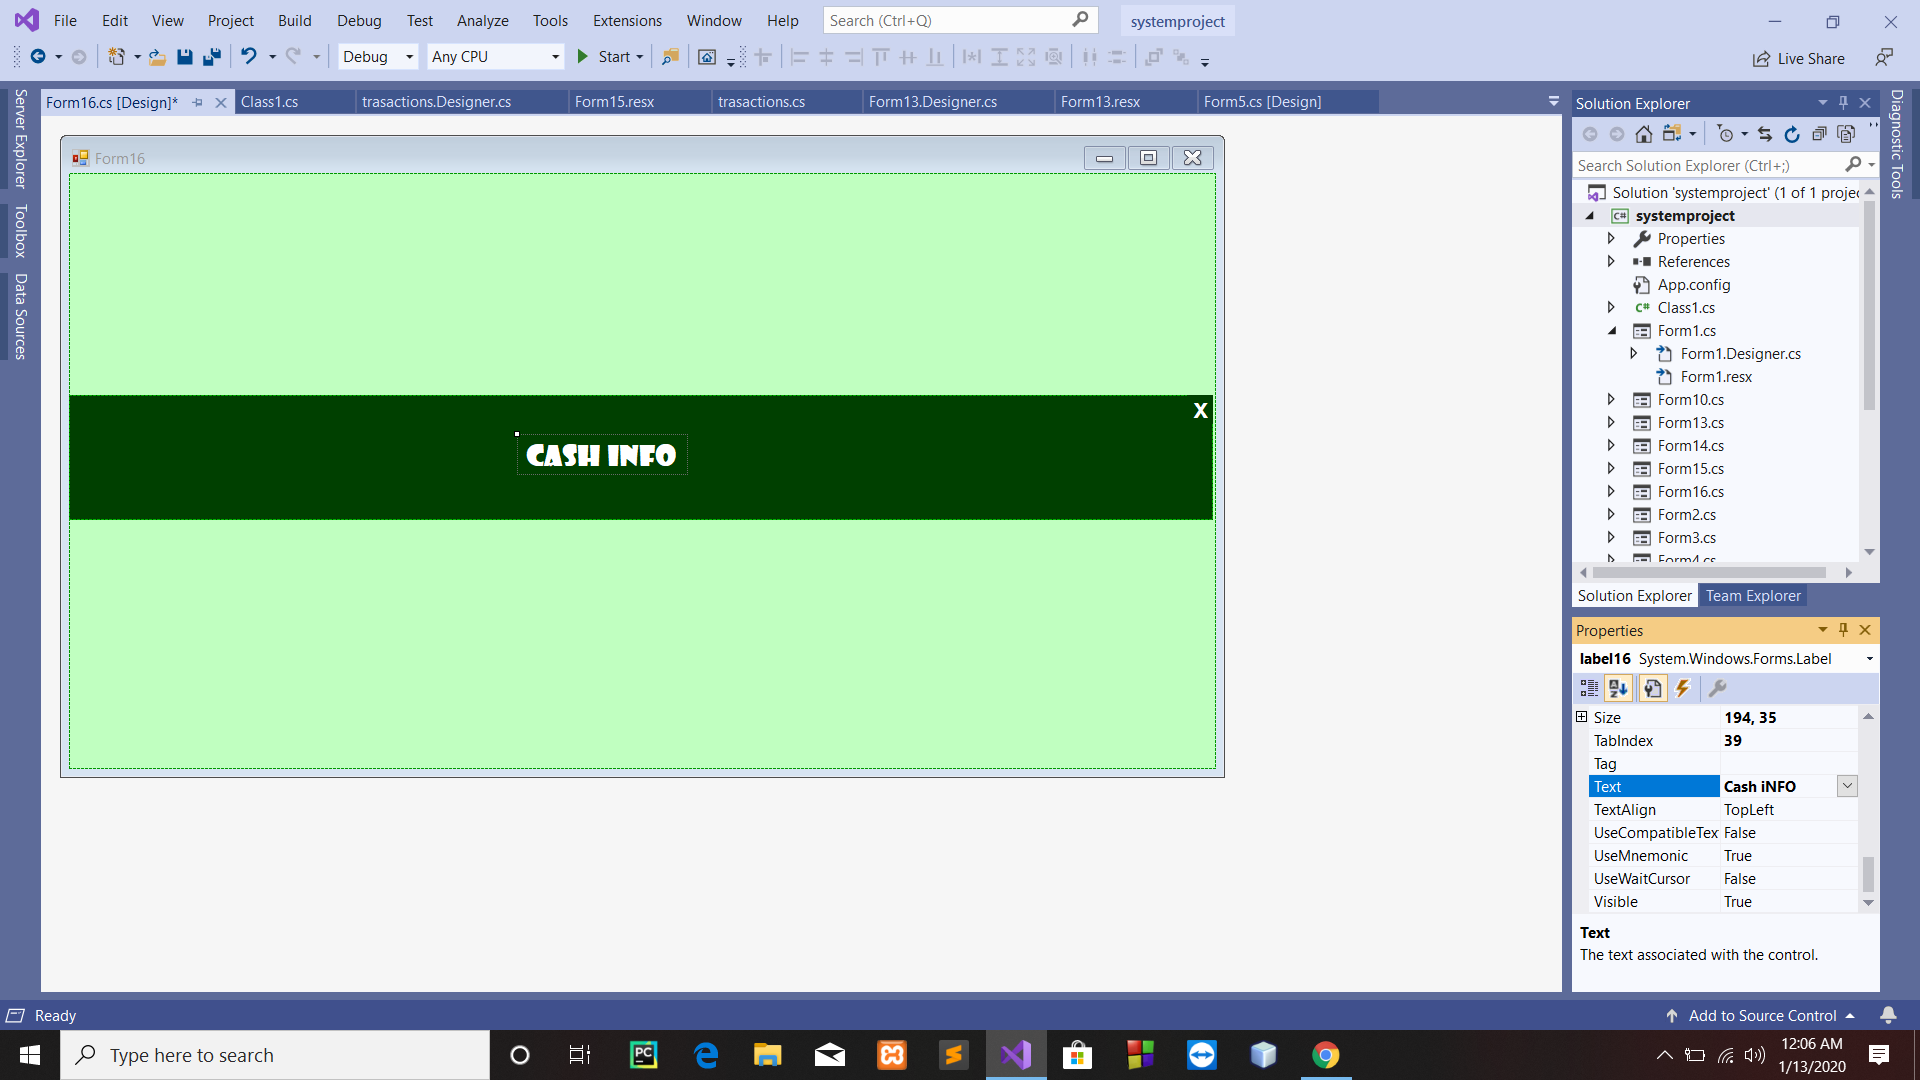 File Edit View Project Build Debug Test Analyze Tools Extensions Window Help Search (Ctrl+Q) systemproject
Debug Any CPU Start Live Share
Form16.cs [Design]* Class1.cs trasactions.Designer.cs Form15.resx trasactions.cs Form13.Designer.cs Form13.resx Form5.cs [Design]
Server Explorer
Toolbox
Data Sources
Form16
X
CASH INFO
Solution Explorer
Search Solution Explorer (Ctrl+;)
Solution 'systemproject' (1 of 1 projec
C# systemproject
Properties
References
App.config
C# Class1.cs
Form1.cs
Form1.Designer.cs
Form1.resx
Form10.cs
Form13.cs
Form14.cs
Form15.cs
Form16.cs
Form2.cs
Form3.cs
Form4.cs
Solution Explorer Team Explorer
Diagnostic Tools
Properties
label16 System.Windows.Forms.Label
Size 194, 35
TabIndex 39
Tag
Text Cash iNFO
TextAlign TopLeft
UseCompatibleTex False
UseMnemonic True
UseWaitCursor False
Visible True
Text
The text associated with the control.
Ready Add to Source Control
Type here to search
PC
12:06 AM
1/13/2020